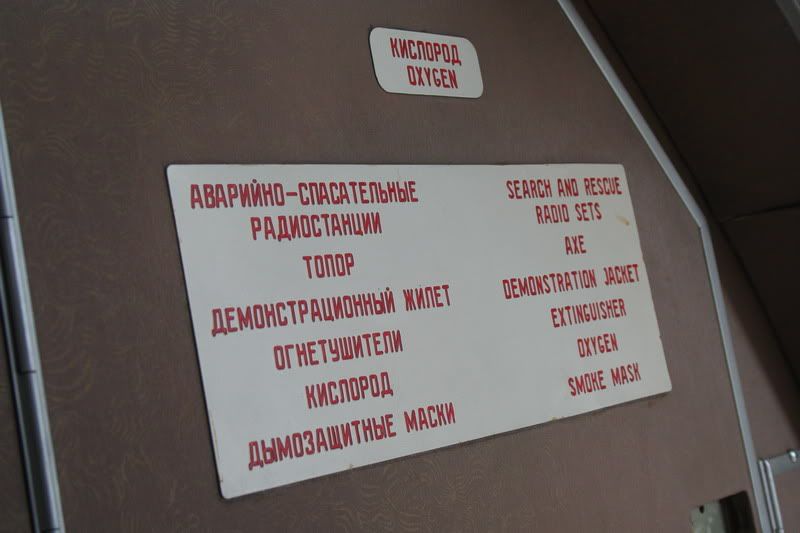 КИСЛОРОД
OXYGEN
АВАРИЙНО-СПАСАТЕЛЬНЫЕ
РАДИОСТАНЦИИ
ТОПОР
ДЕМОНСТРАЦИОННЫЙ ЖИЛЕТ
ОГНЕТУШИТЕЛИ
КИСЛОРОД
ДЫМОЗАЩИТНЫЕ МАСКИ
SEARCH AND RESCUE
RADIO SETS
AXE
DEMONSTRATION JACKET
EXTINGUISHER
OXYGEN
SMOKE MASK